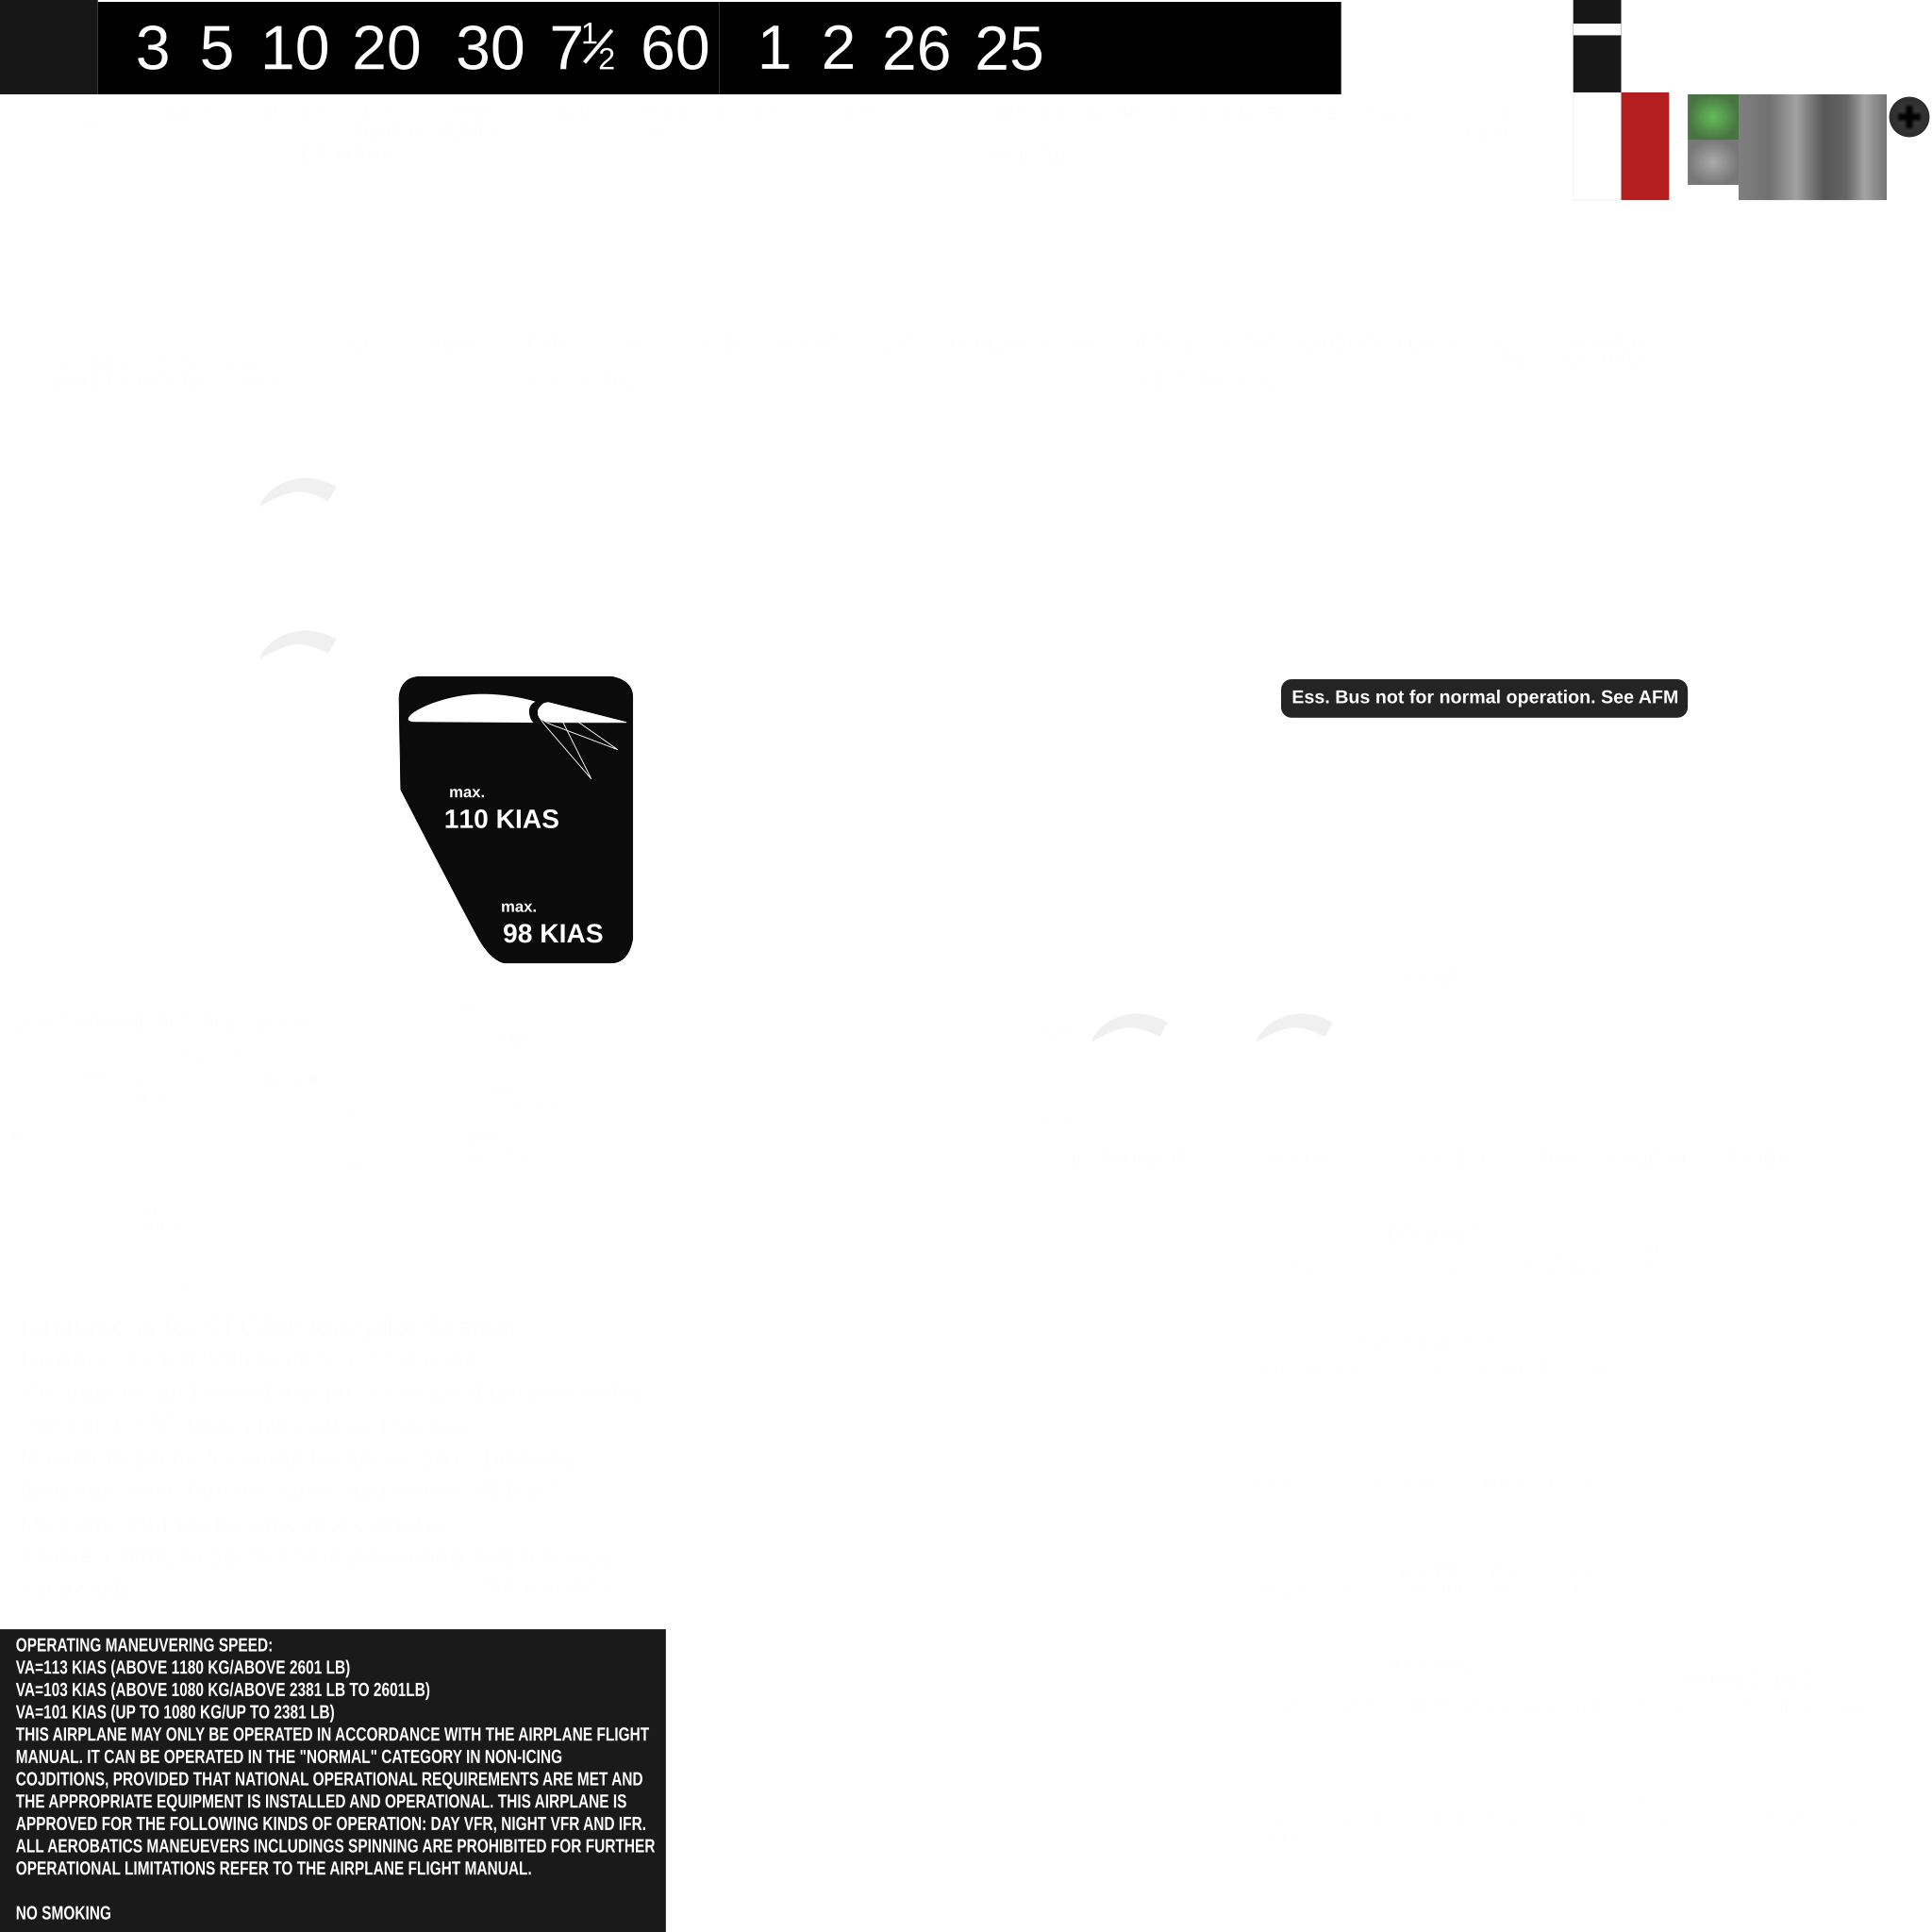 3 5 10 20 30 7½ 60 1 2 26 25
Ess. Bus not for normal operation. See AFM
max.
110 KIAS
max.
98 KIAS
OPERATING MANEUVERING SPEED:
VA=113 KIAS (ABOVE 1180 KG/ABOVE 2601 LB)
VA=103 KIAS (ABOVE 1080 KG/ABOVE 2381 LB TO 2601LB)
VA=101 KIAS (UP TO 1080 KG/UP TO 2381 LB)
THIS AIRPLANE MAY ONLY BE OPERATED IN ACCORDANCE WITH THE AIRPLANE FLIGHT
MANUAL. IT CAN BE OPERATED IN THE "NORMAL" CATEGORY IN NON-ICING
COJDITIONS, PROVIDED THAT NATIONAL OPERATIONAL REQUIREMENTS ARE MET AND
THE APPROPRIATE EQUIPMENT IS INSTALLED AND OPERATIONAL. THIS AIRPLANE IS
APPROVED FOR THE FOLLOWING KINDS OF OPERATION: DAY VFR, NIGHT VFR AND IFR.
ALL AEROBATICS MANEUEVERS INCLUDINGS SPINNING ARE PROHIBITED FOR FURTHER
OPERATIONAL LIMITATIONS REFER TO THE AIRPLANE FLIGHT MANUAL.
NO SMOKING